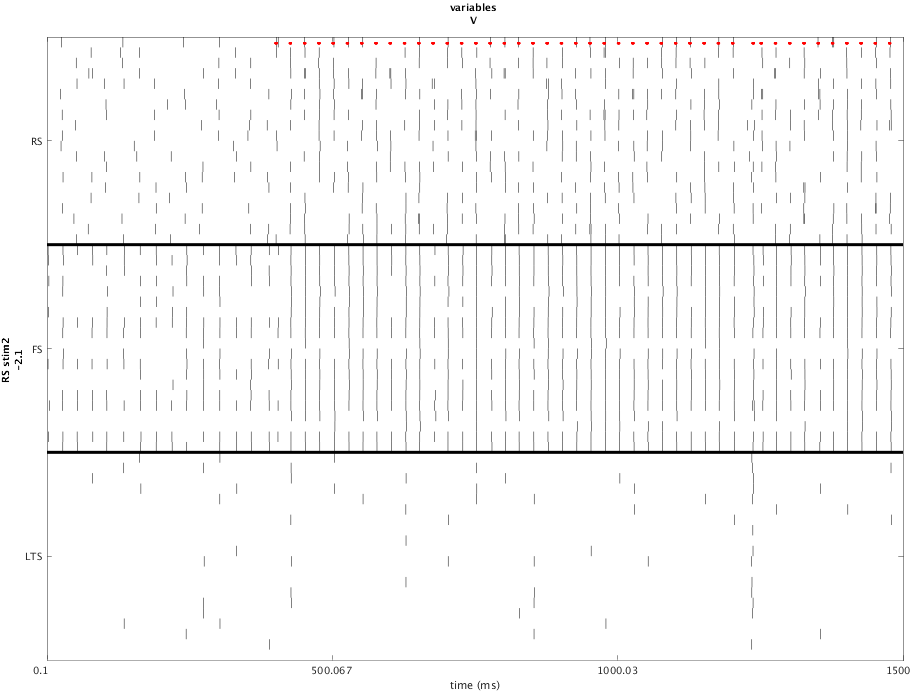 variables
V
RS
FS
LTS
RS stim2
-2.1
0.1
500.067
1000.03
1500
time (ms)